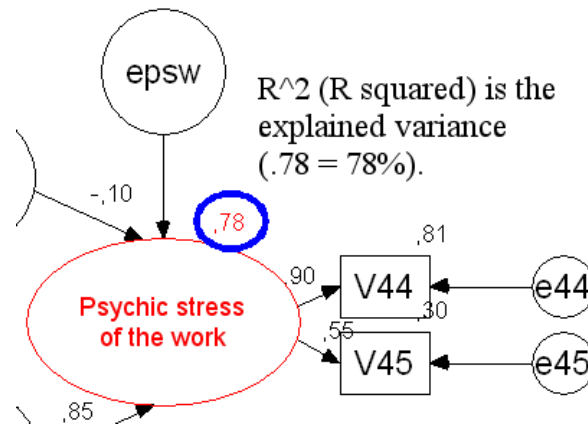 epsw
R^2 (R squared) is the
explained variance
(.78 = 78%).
-,10
,78
,81
,90
V44
e44
Psychic stress
of the work
,30
,55
V45
e45
,85